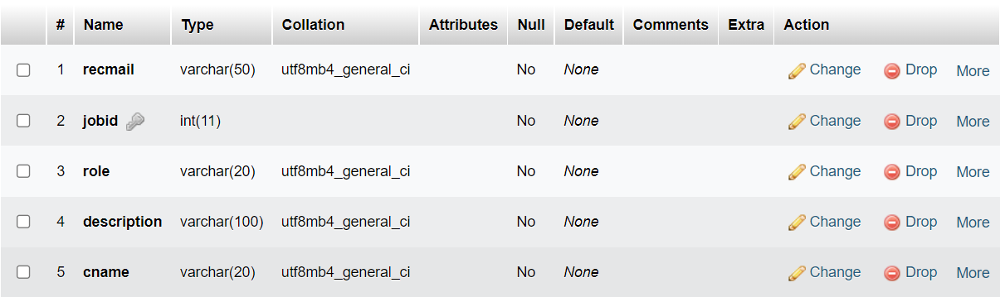 # Name Type Collation Attributes Null Default Comments Extra Action
1 recmail varchar(50) utf8mb4_general_ci No None Change Drop More
2 jobid int(11) No None Change Drop More
3 role varchar(20) utf8mb4_general_ci No None Change Drop More
4 description varchar(100) utf8mb4_general_ci No None Change Drop More
5 cname varchar(20) utf8mb4_general_ci No None Change Drop More